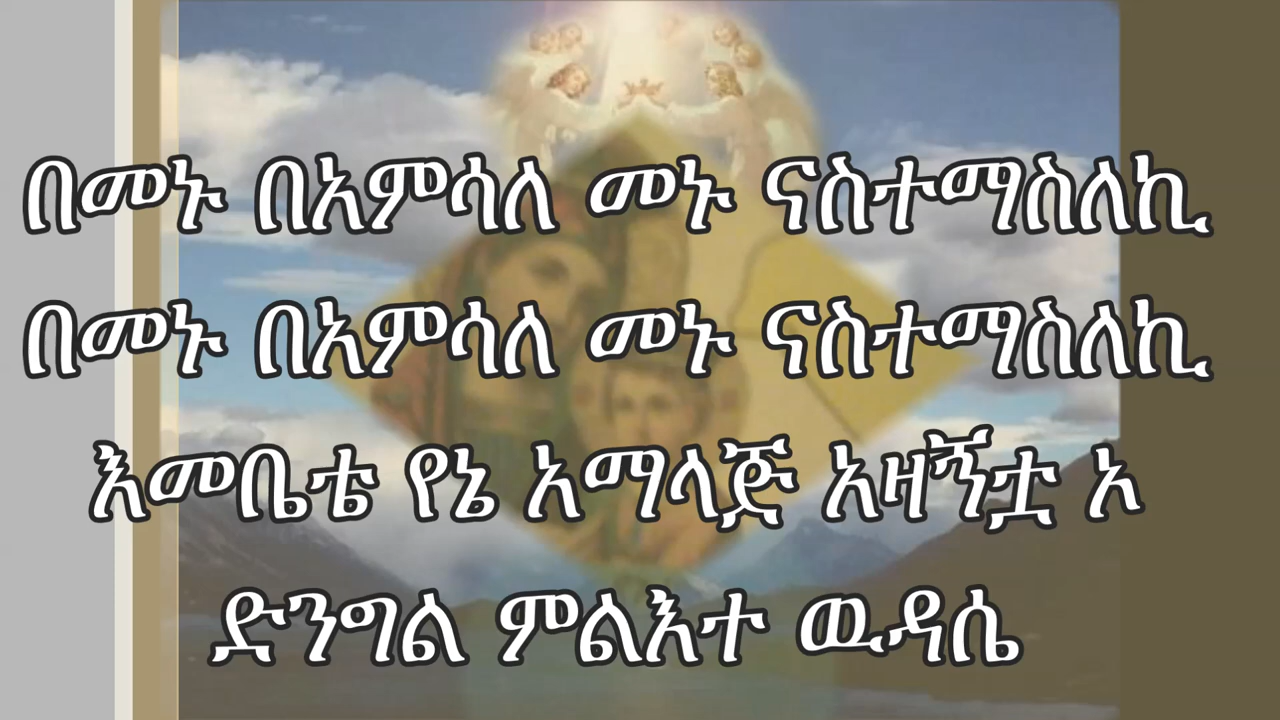 በመኑ በአምሳለ መኑ ናስተማስለኪ
በመኑ በአምሳለ መኑ ናስተማስለኪ
እመቤቴ የኔ አማላጅ አዛኝቷ ኦ
ድንግል ምልእተ ዉዳሴ